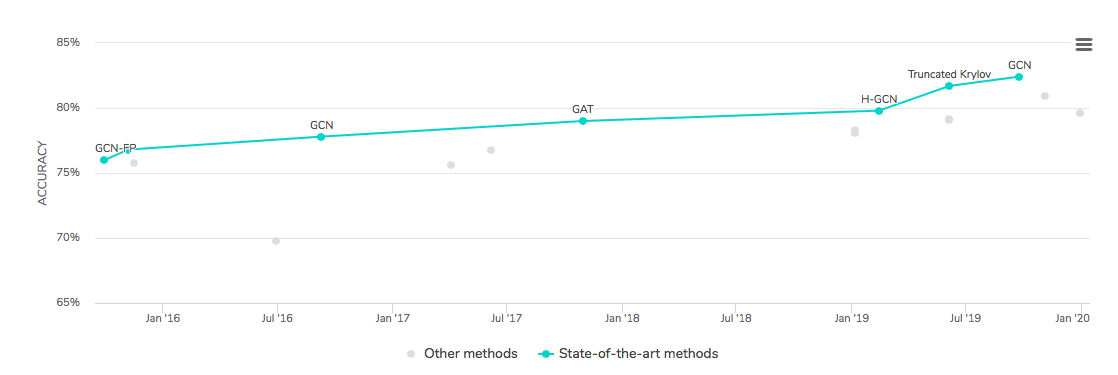 85%
80%
75%
70%
65%
ACCURACY
GCN-FP
GCN
GAT
H-GCN
Truncated Krylov
GCN
Jan '16
Jul '16
Jan '17
Jul '17
Jan '18
Jul '18
Jan '19
Jul '19
Jan '20
Other methods
State-of-the-art methods